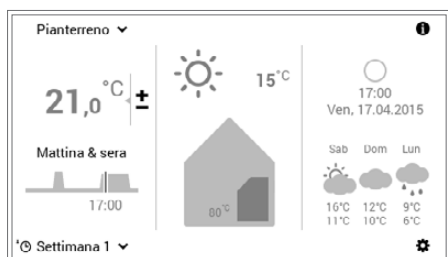 Pianterreno
21,0°C ±
Mattina & sera
17:00
Settimana 1
15°C
80°C
17:00
Ven, 17.04.2015
Sab Dom Lun
16°C 12°C 9°C
11°C 10°C 6°C